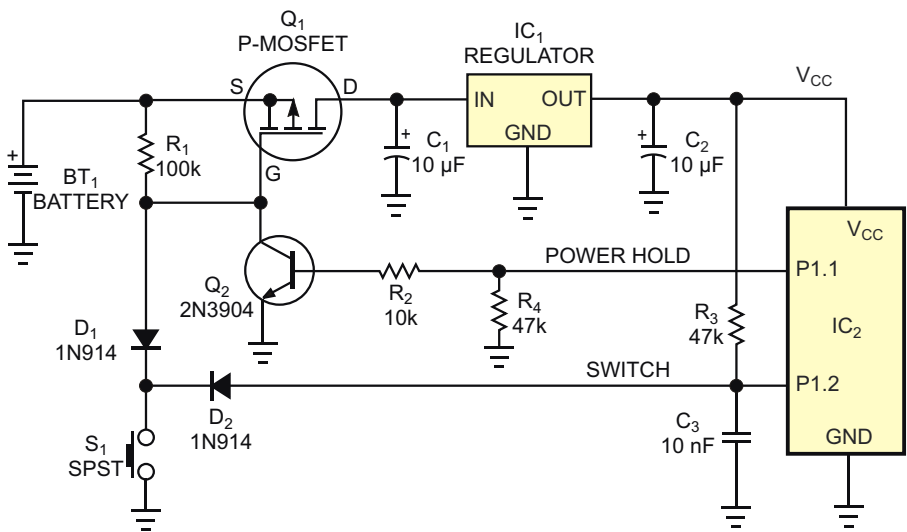 Q₁
P-MOSFET
IC₁
REGULATOR
S
D
IN
OUT
GND
V_CC
R₁
100k
+
C₁
10 µF
+
C₂
10 µF
G
+
BT₁
BATTERY
V_CC
POWER HOLD
P1.1
Q₂
2N3904
R₂
10k
R₄
47k
R₃
47k
IC₂
D₁
1N914
SWITCH
P1.2
D₂
1N914
C₃
10 nF
GND
S₁
SPST